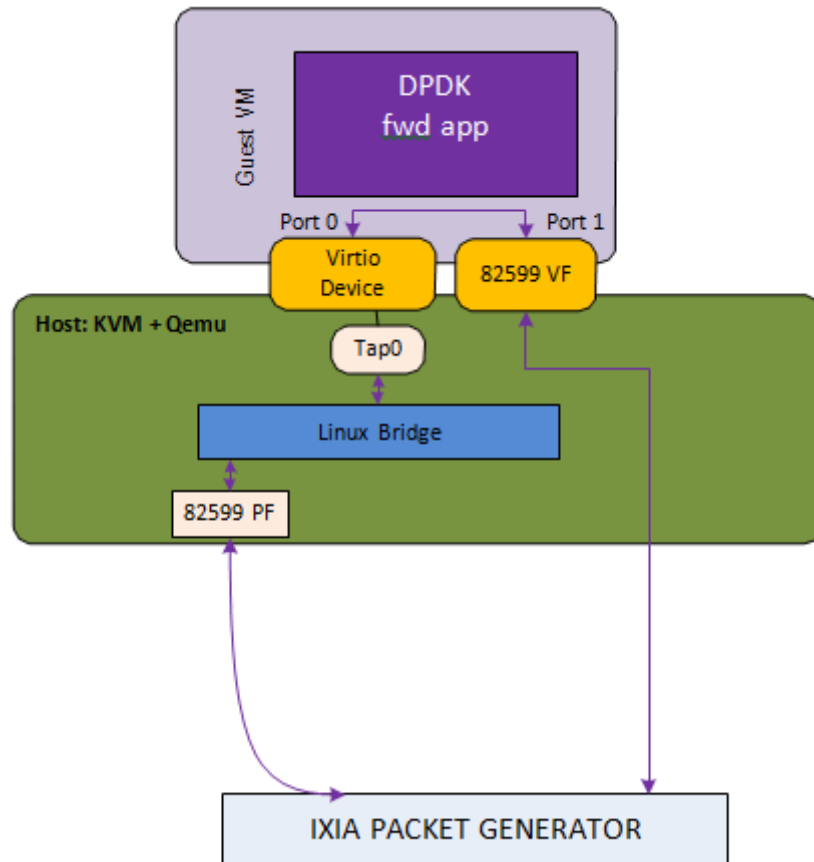 DPDK
fwd app
Guest VM
Port 0
Port 1
Virtio
Device
82599 VF
Host: KVM + Qemu
Tap0
Linux Bridge
82599 PF
IXIA PACKET GENERATOR